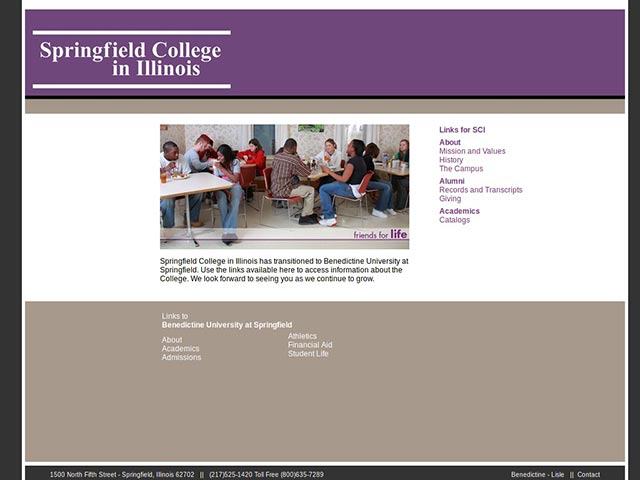 Springfield College
in Illinois
friends for life
Springfield College in Illinois has transitioned to Benedictine University at
Springfield. Use the links available here to access information about the
College. We look forward to seeing you as we continue to grow.
Links for SCI
About
Mission and Values
History
The Campus
Alumni
Records and Transcripts
Giving
Academics
Catalogs
Links to
Benedictine University at Springfield
About
Academics
Admissions
Athletics
Financial Aid
Student Life
1500 North Fifth Street - Springfield, Illinois 62702 || (217)525-1420 Toll Free (800)635-7289
Benedictine - Lisle || Contact